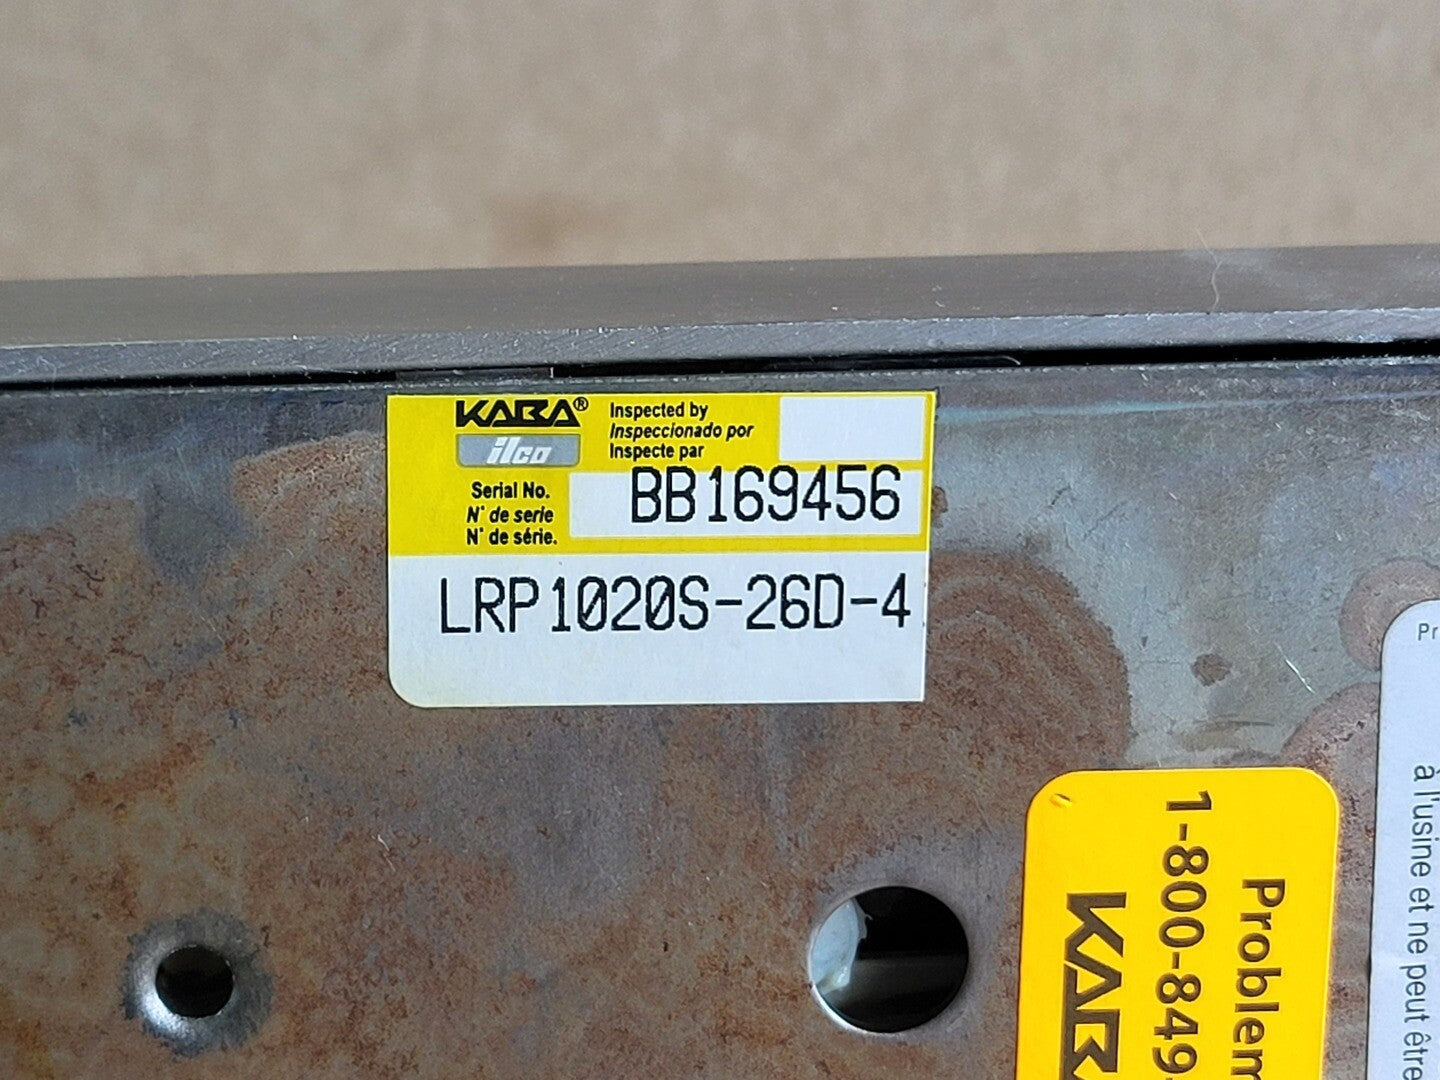 KABA®
ilco
Inspected by
Inspeccionado por
Inspecte par
Serial No.
N° de serie
N° de série.
BB169456
LRP1020S-26D-4
Problem
1-800-849-
KABA
Pr
à l'usine et ne peut être